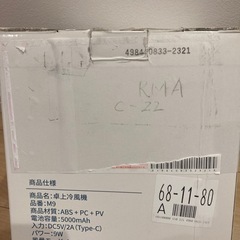 4984-0833-2321
RMA
C-22
商品仕様
商品名:卓上冷風機
品番:M9
材質:ABS+PC+PV
電池容量:5000mAh
入力:DC5V/2A(Type-C)
パワー:9W
68-11-80
A